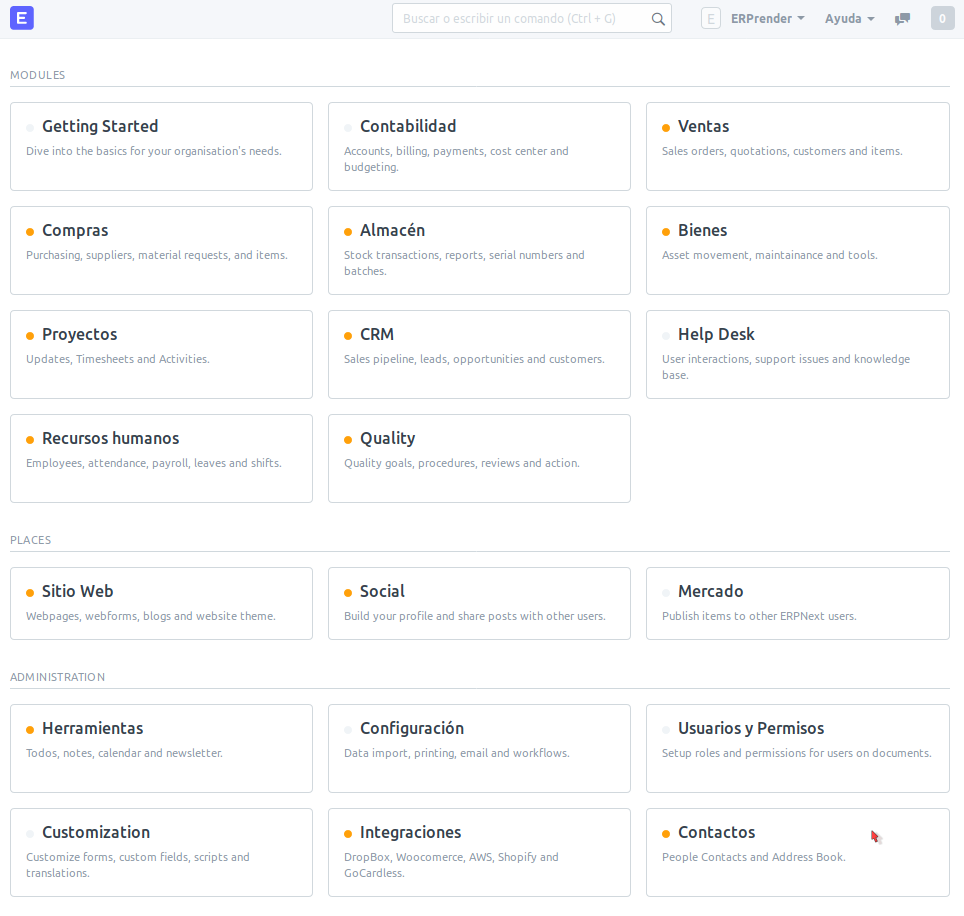 E
Buscar o escribir un comando (Ctrl + G)
E ERPrender Ayuda 0
MODULES
Getting Started
Dive into the basics for your organisation's needs.
Contabilidad
Accounts, billing, payments, cost center and
budgeting.
Ventas
Sales orders, quotations, customers and items.
Compras
Purchasing, suppliers, material requests, and items.
Almacén
Stock transactions, reports, serial numbers and
batches.
Bienes
Asset movement, maintainance and tools.
Proyectos
Updates, Timesheets and Activities.
CRM
Sales pipeline, leads, opportunities and customers.
Help Desk
User interactions, support issues and knowledge
base.
Recursos humanos
Employees, attendance, payroll, leaves and shifts.
Quality
Quality goals, procedures, reviews and action.
PLACES
Sitio Web
Webpages, webforms, blogs and website theme.
Social
Build your profile and share posts with other users.
Mercado
Publish items to other ERPNext users.
ADMINISTRATION
Herramientas
Todos, notes, calendar and newsletter.
Configuración
Data import, printing, email and workflows.
Usuarios y Permisos
Setup roles and permissions for users on documents.
Customization
Customize forms, custom fields, scripts and
translations.
Integraciones
DropBox, Woocomerce, AWS, Shopify and
GoCardless.
Contactos
People Contacts and Address Book.